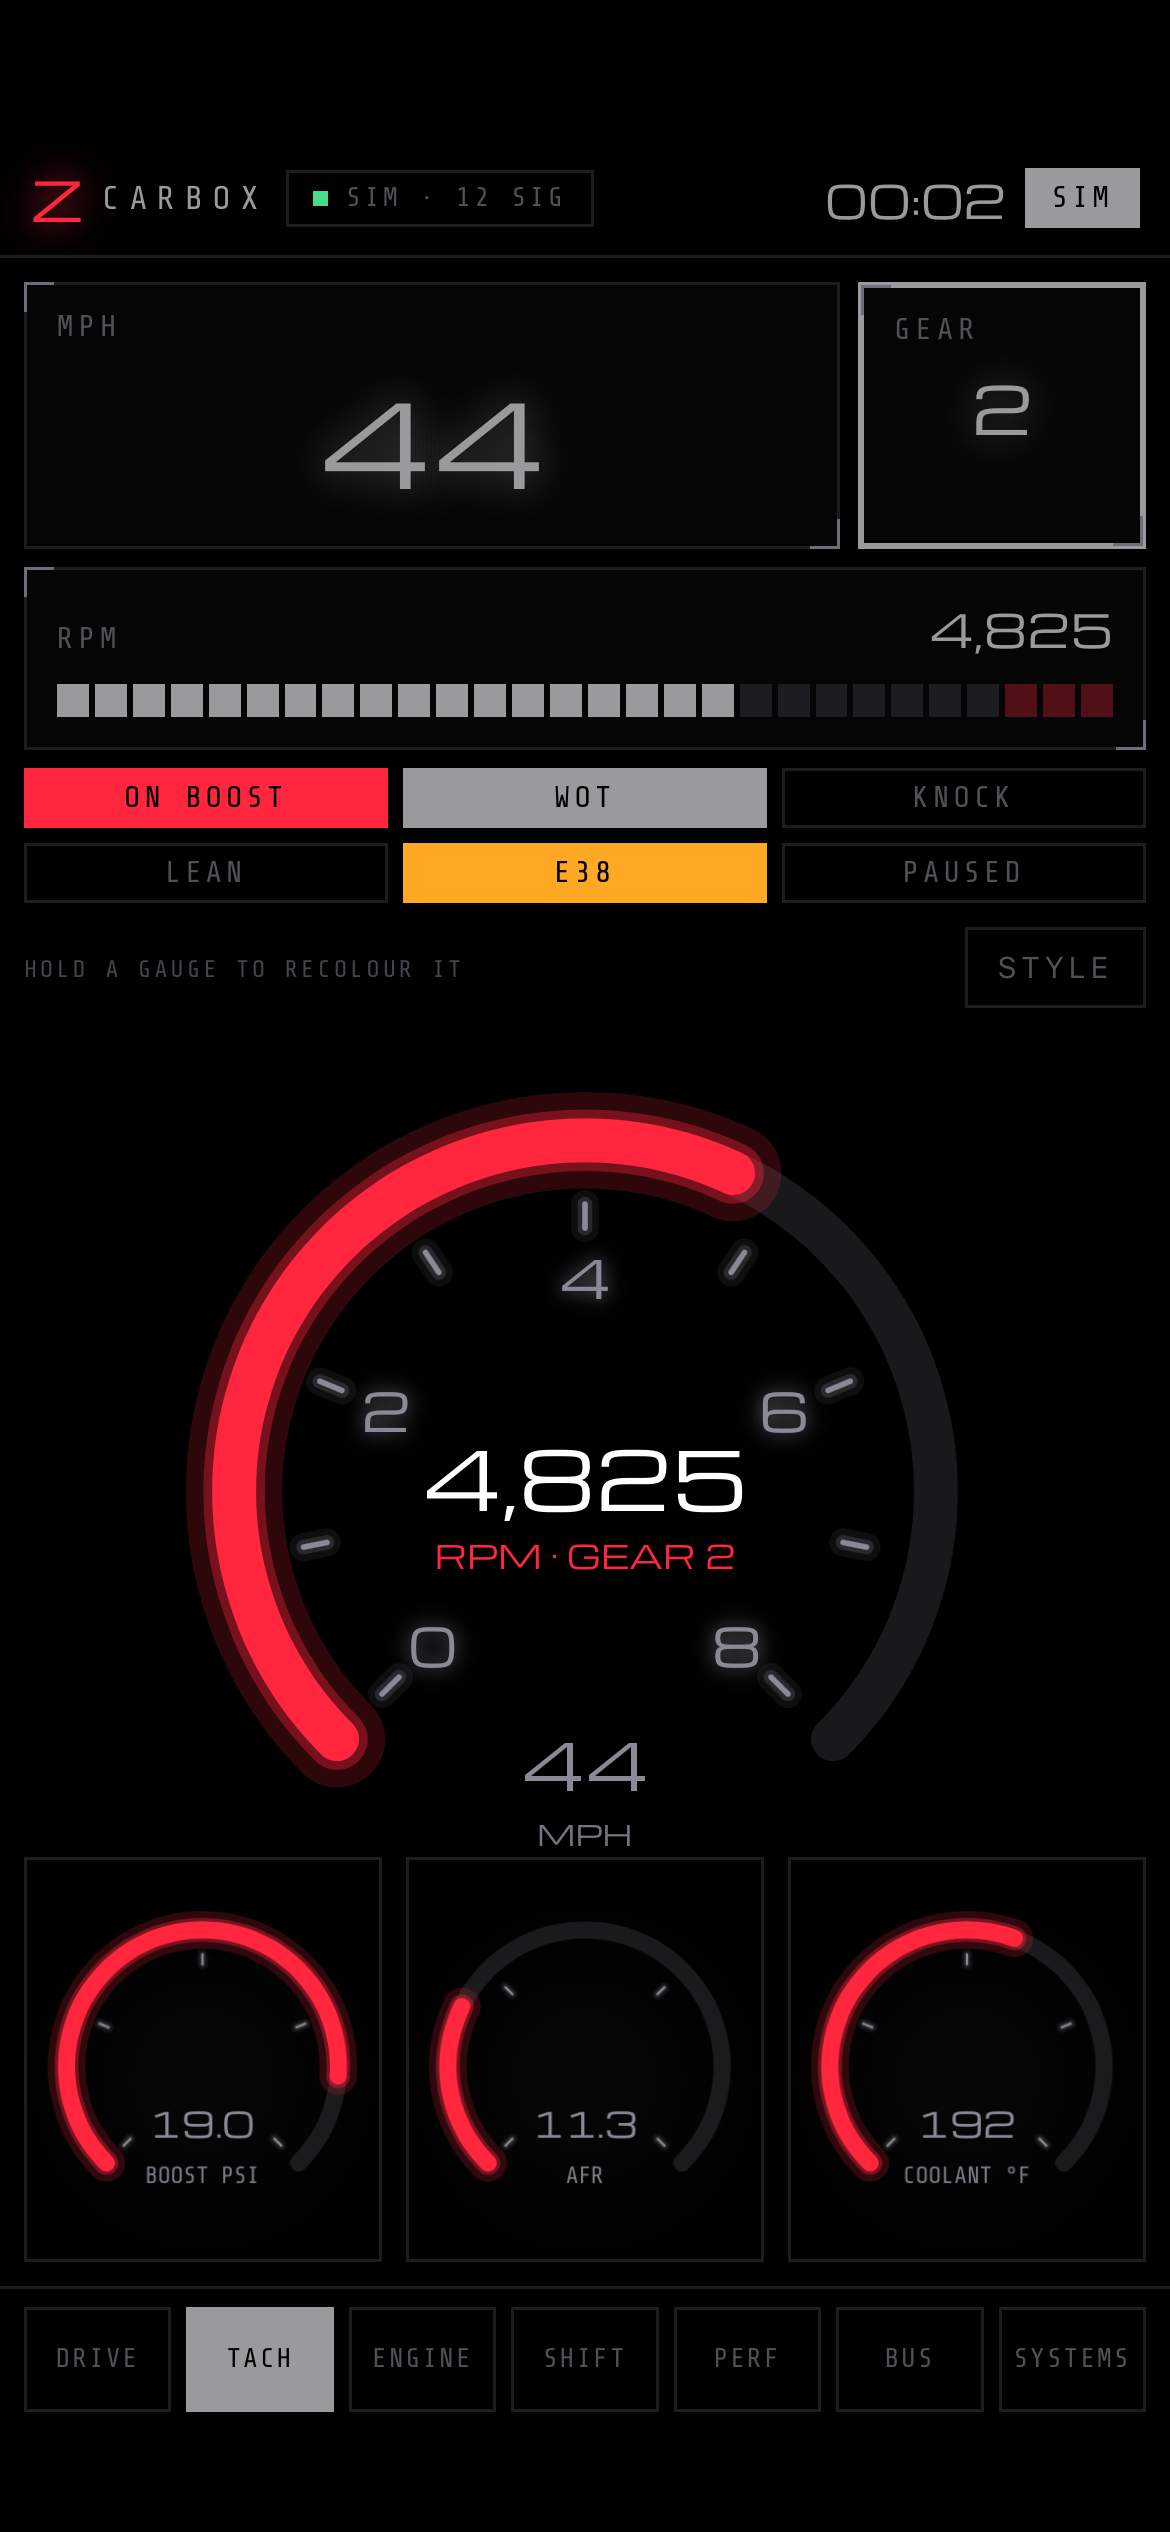 Z CARBOX SIM · 12 SIG 00:02 SIM
MPH
44
GEAR
2
RPM 4,825
ON BOOST WOT KNOCK
LEAN E38 PAUSED
HOLD A GAUGE TO RECOLOUR IT STYLE
4
2 6
4,825
RPM · GEAR 2
0 8
44
MPH
19.0 11.3 192
BOOST PSI AFR COOLANT °F
DRIVE TACH ENGINE SHIFT PERF BUS SYSTEMS